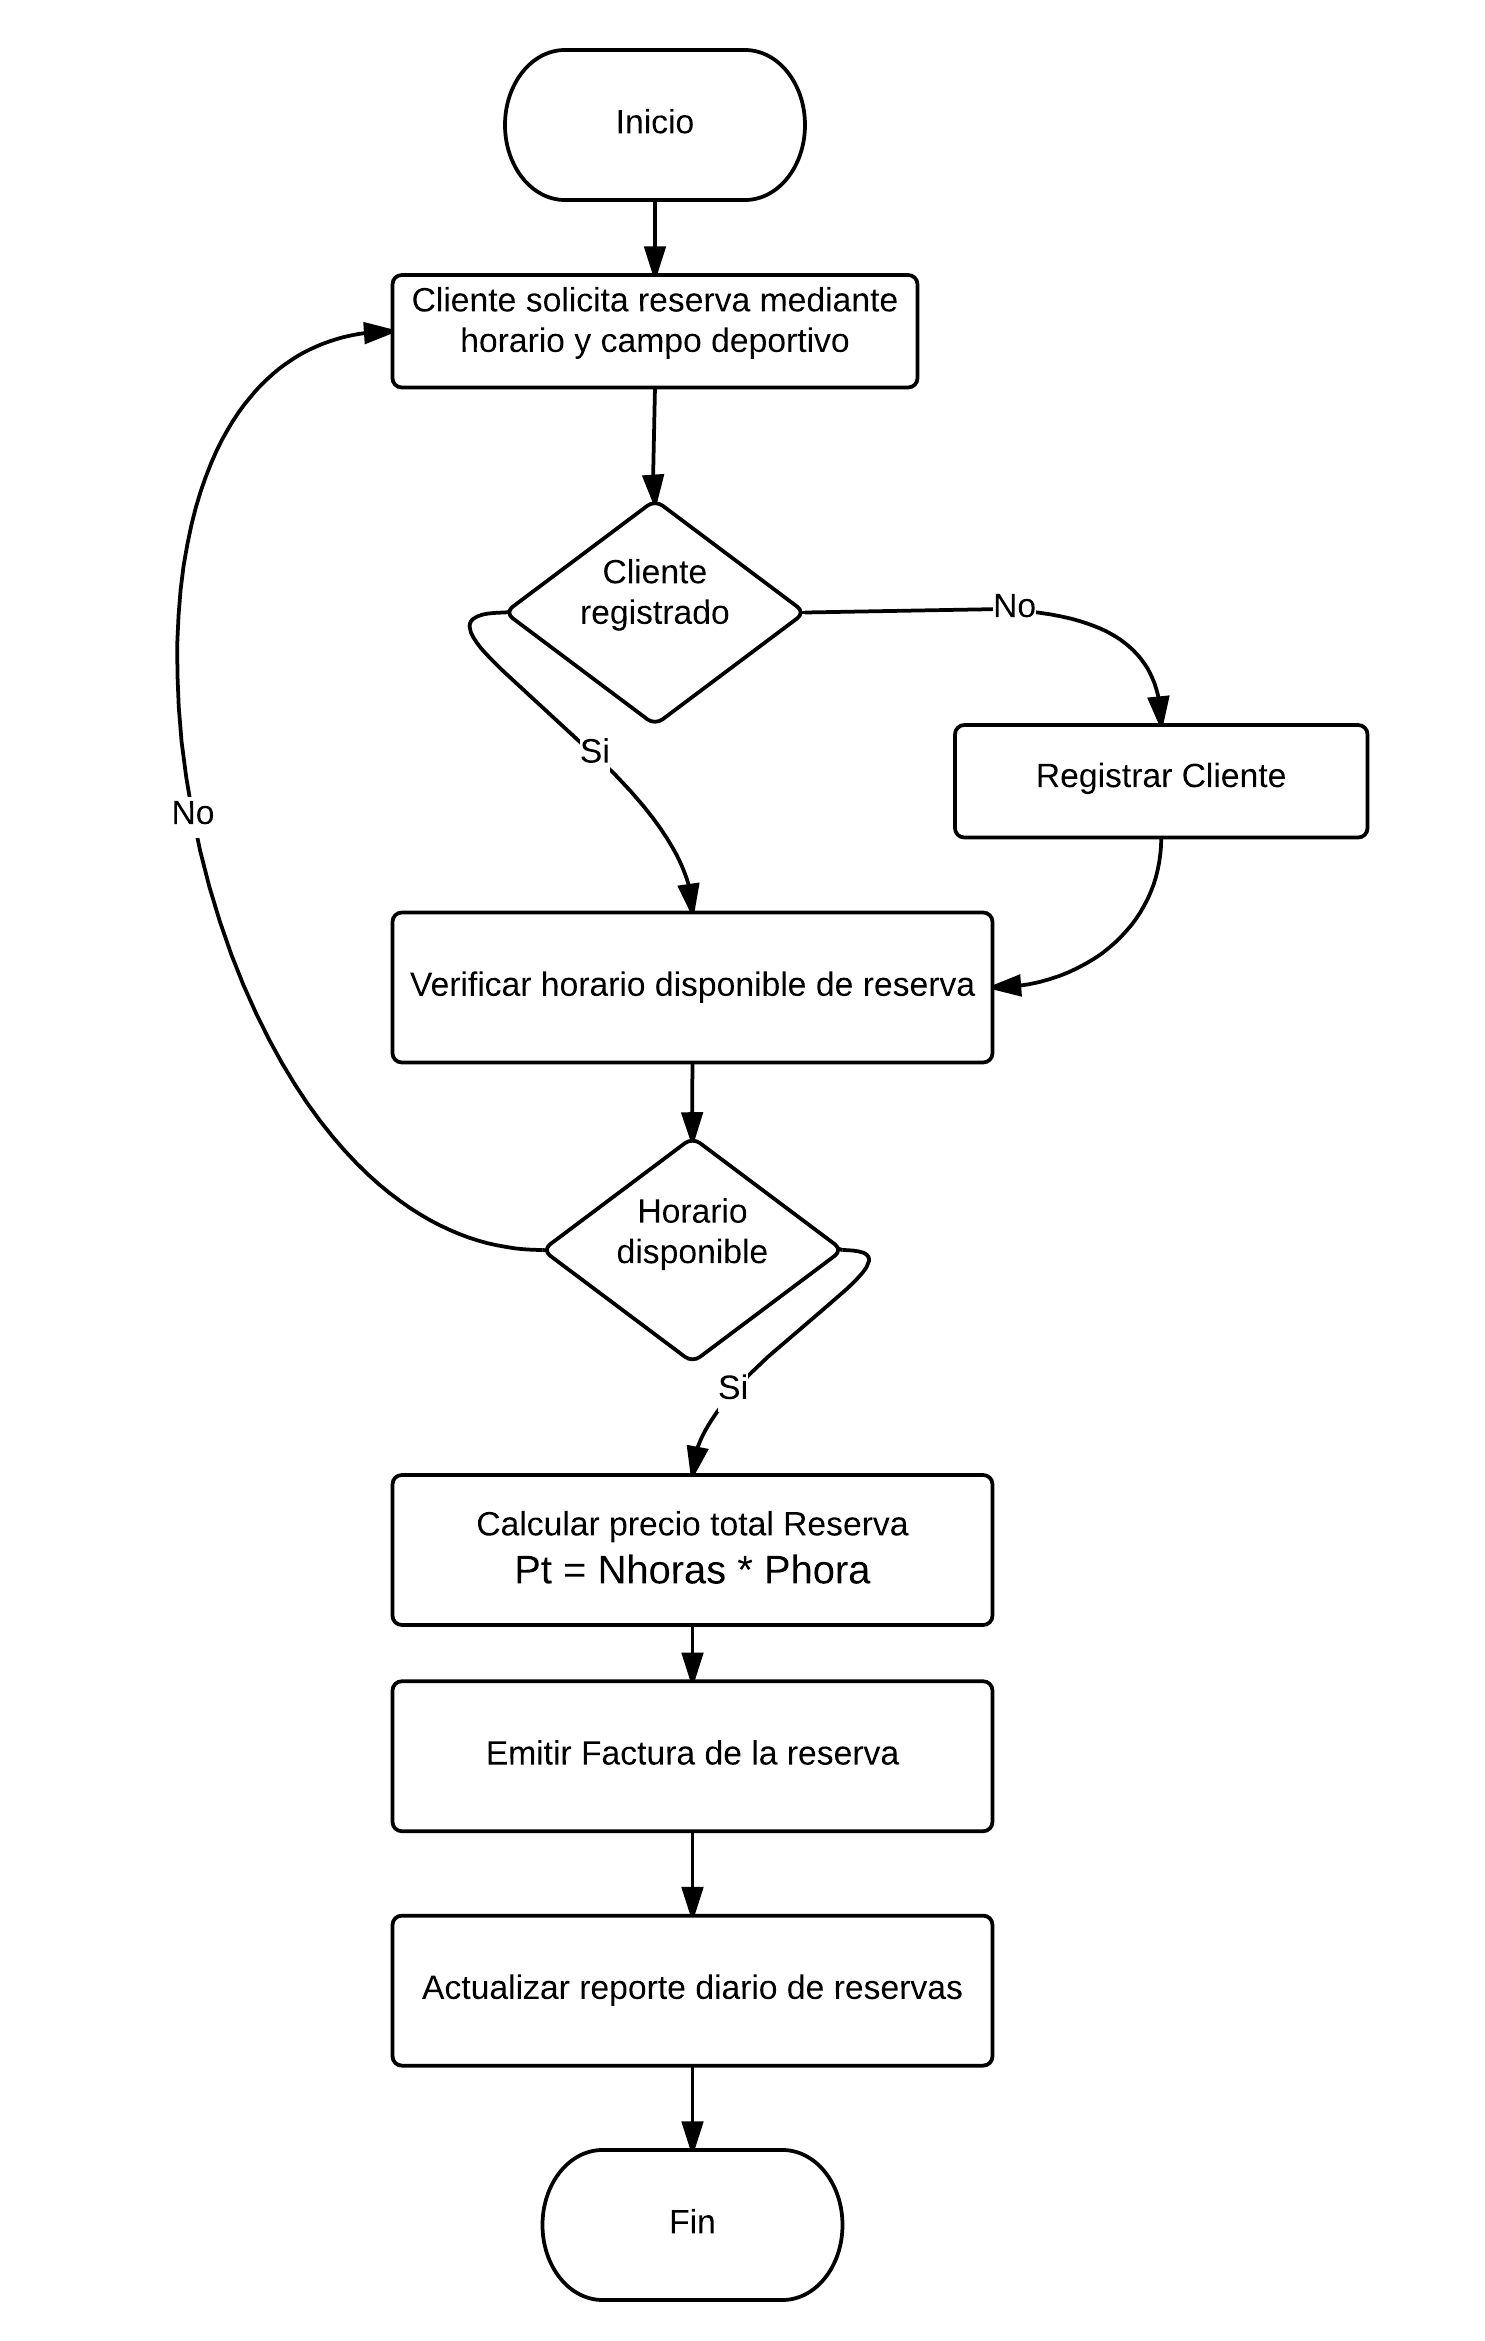 Inicio
Cliente solicita reserva mediante
horario y campo deportivo
Cliente
registrado
No
Si
Registrar Cliente
No
Verificar horario disponible de reserva
Horario
disponible
Si
Calcular precio total Reserva
Pt = Nhoras * Phora
Emitir Factura de la reserva
Actualizar reporte diario de reservas
Fin